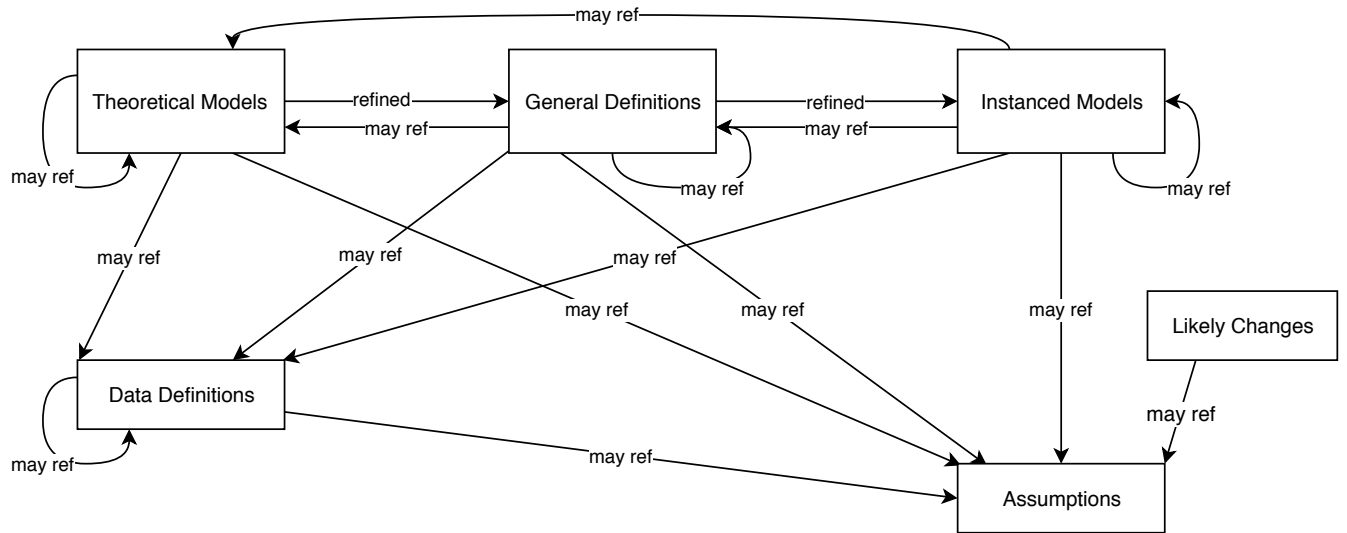 may ref
Theoretical Models
refined
General Definitions
refined
Instanced Models
may ref
may ref
may ref
may ref
may ref
may ref
may ref
may ref
may ref
may ref
may ref
Likely Changes
Data Definitions
may ref
may ref
may ref
Assumptions